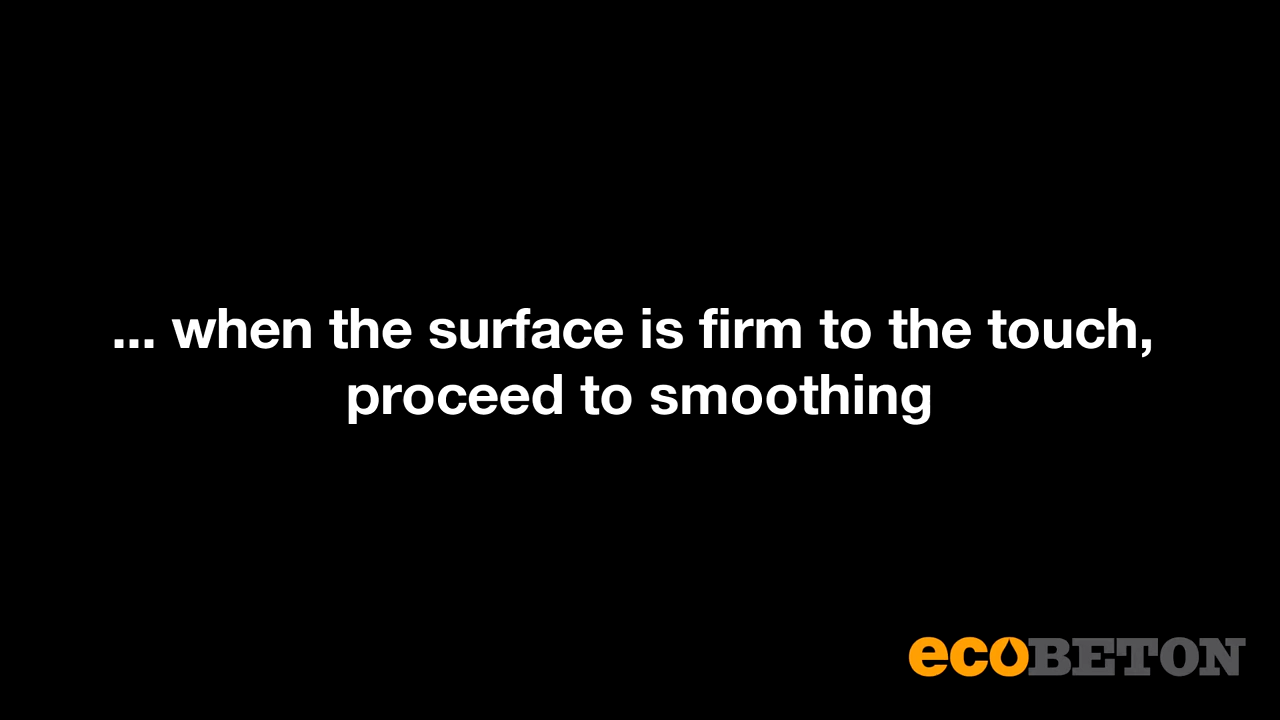 ... when the surface is firm to the touch,
proceed to smoothing
ecoBETON